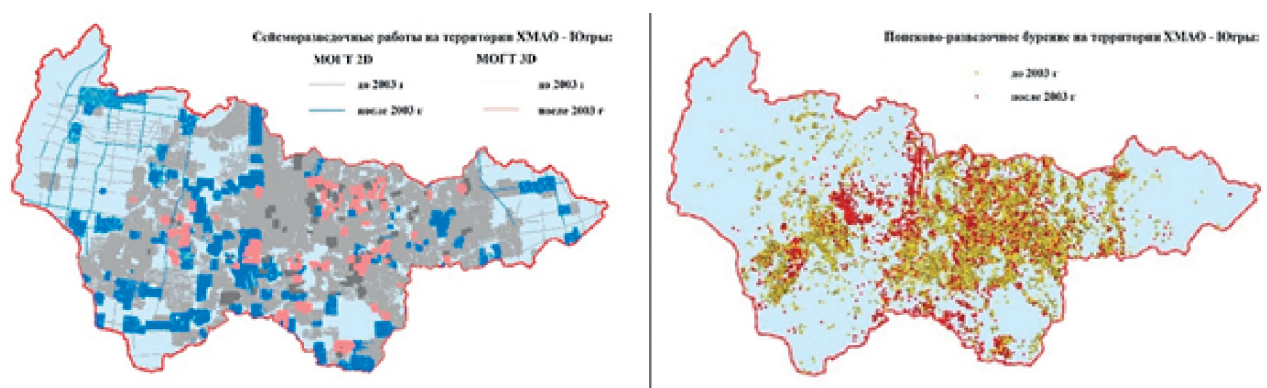 Сейсморазведочные работы на территории ХМАО - Югры:
МОГТ 2D
МОГТ 3D
до 2003 г
до 2003 г
после 2003 г
после 2003 г
Поисково-разведочное бурение на территории ХМАО - Югры:
до 2003 г
после 2003 г